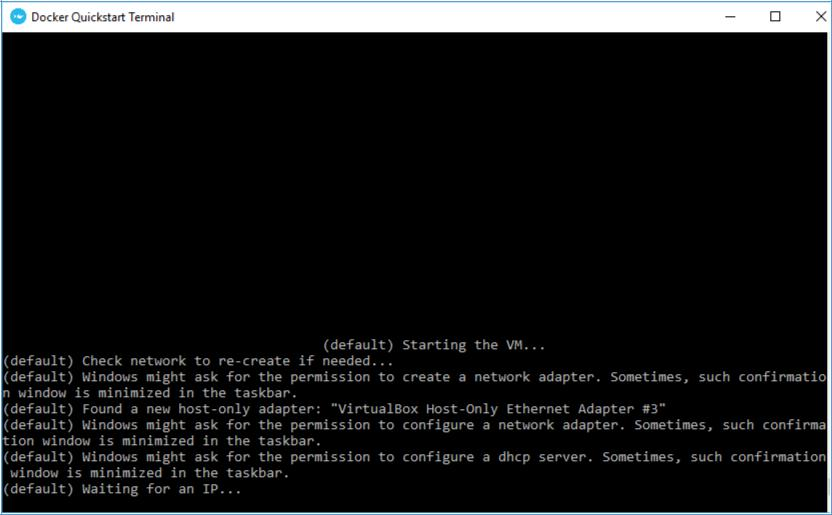 Docker Quickstart Terminal
(default) Starting the VM...
(default) Check network to re-create if needed...
(default) Windows might ask for the permission to create a network adapter. Sometimes, such confirmatio
n window is minimized in the taskbar.
(default) Found a new host-only adapter: "VirtualBox Host-Only Ethernet Adapter #3"
(default) Windows might ask for the permission to configure a network adapter. Sometimes, such confirma
tion window is minimized in the taskbar.
(default) Windows might ask for the permission to configure a dhcp server. Sometimes, such confirmation
 window is minimized in the taskbar.
(default) Waiting for an IP...